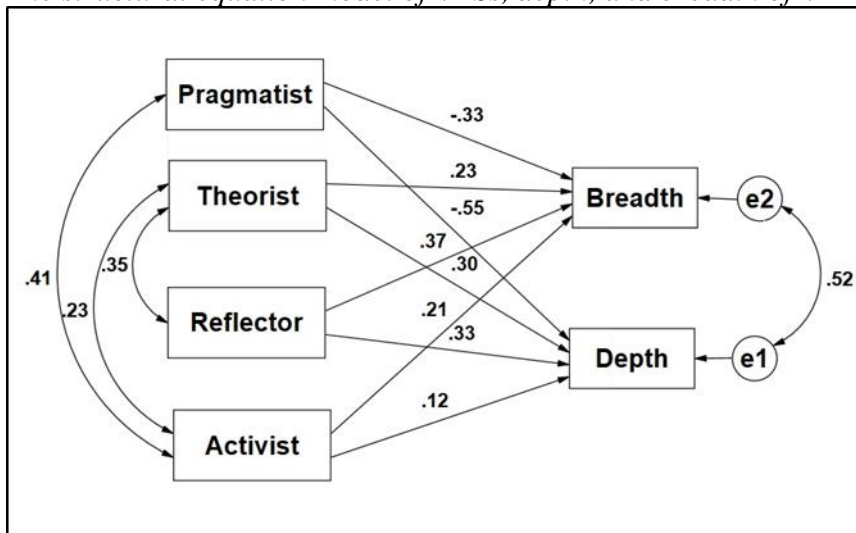 Pragmatist
-.33
.23
Theorist
Breadth
e2
-.55
.37
.35
.30
.41
.52
.23
.21
Reflector
.33
Depth
e1
.12
Activist